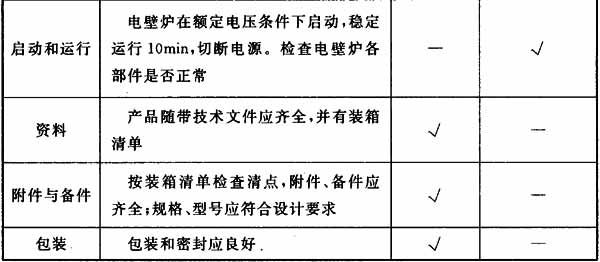 电壁炉在额定电压条件下启动,稳定
启动和运行 运行10min,切断电源。检查电壁炉各 — √
部件是否正常
产品随带技术文件应齐全,并有装箱
资料 √ —
清单
按装箱清单检查清点,附件、备件应
附件与备件 √ —
齐全;规格、型号应符合设计要求
包装 包装和密封应良好. √ —